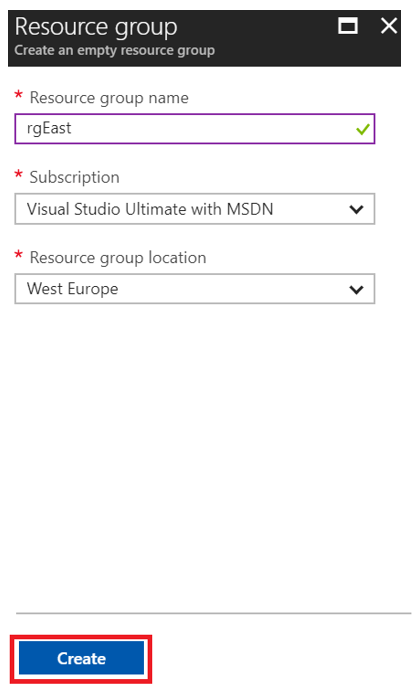 Resource group
Create an empty resource group
* Resource group name
rgEast
* Subscription
Visual Studio Ultimate with MSDN
* Resource group location
West Europe
Create